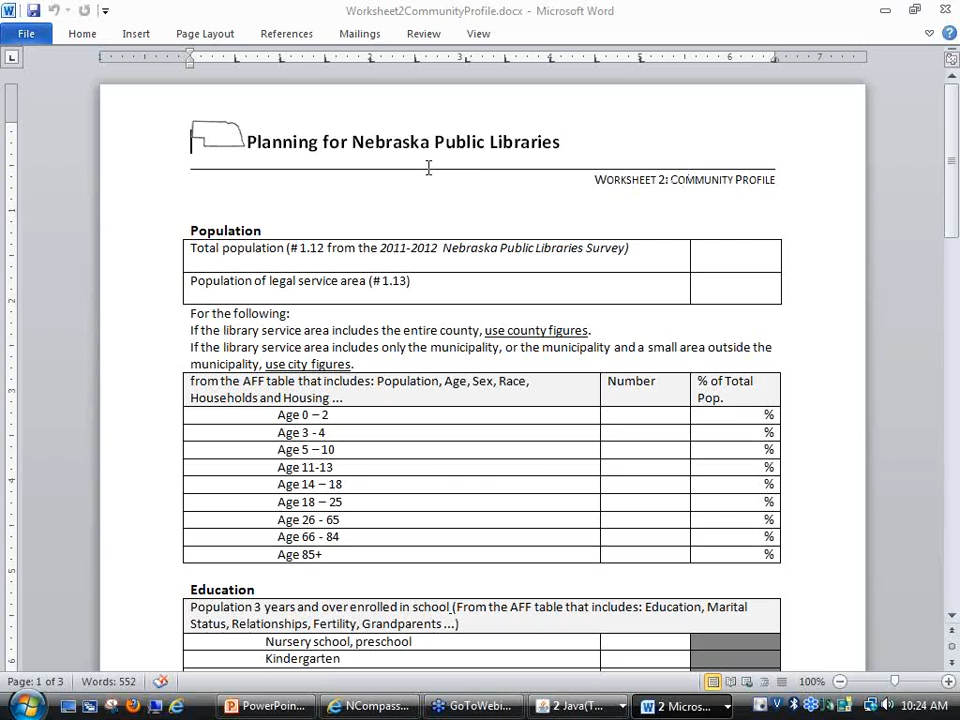 Worksheet2CommunityProfile.docx - Microsoft Word
File Home Insert Page Layout References Mailings Review View
1 1 2 3 4 5 6 7
Planning for Nebraska Public Libraries
WORKSHEET 2: COMMUNITY PROFILE
Population
Total population (# 1.12 from the 2011-2012 Nebraska Public Libraries Survey)
Population of legal service area (# 1.13)
For the following:
If the library service area includes the entire county, use county figures.
If the library service area includes only the municipality, or the municipality and a small area outside the
municipality, use city figures.
from the AFF table that includes: Population, Age, Sex, Race, Number % of Total
Households and Housing ... Pop.
Age 0 – 2 %
Age 3 - 4 %
Age 5 – 10 %
Age 11-13 %
Age 14 – 18 %
Age 18 – 25 %
Age 26 - 65 %
Age 66 - 84 %
Age 85+ %
Education
Population 3 years and over enrolled in school (From the AFF table that includes: Education, Marital
Status, Relationships, Fertility, Grandparents ...)
Nursery school, preschool
Kindergarten
Page: 1 of 3 Words: 552 100%
PowerPoin... NCompass... GoToWebi... 2 Java(T... 2 Micros... 10:24 AM